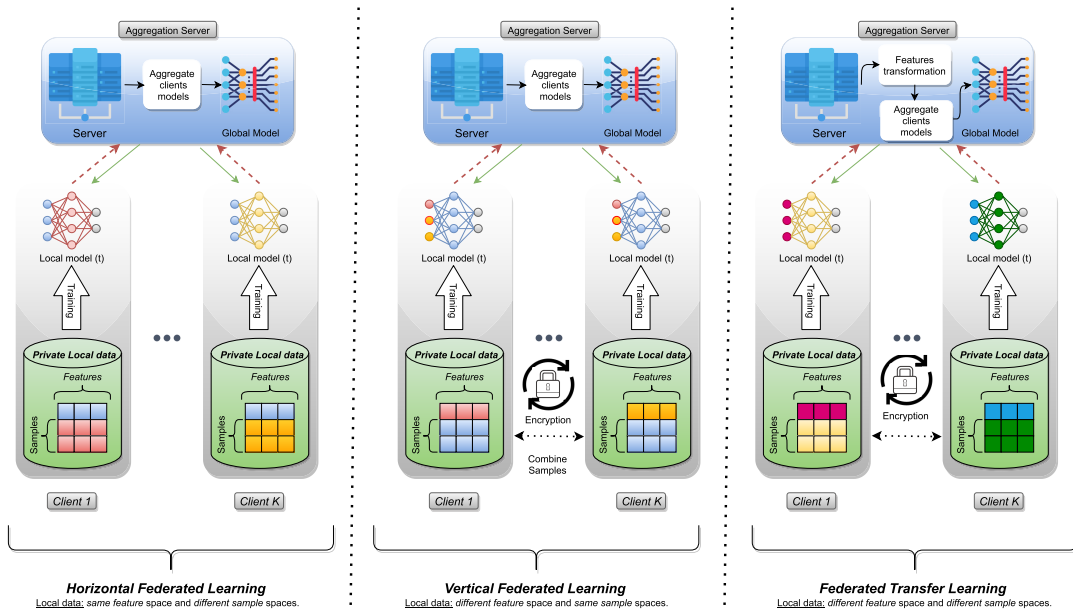 Aggregation Server
Aggregate
clients
models
Server
Global Model
Local model (t)
Training
Private Local data
Features
Samples
Client 1
Local model (t)
Training
Private Local data
Features
Samples
Client K
Horizontal Federated Learning
Local data: same feature space and different sample spaces.
Aggregation Server
Aggregate
clients
models
Server
Global Model
Local model (t)
Training
Private Local data
Features
Samples
Client 1
Encryption
Combine
Samples
Local model (t)
Training
Private Local data
Features
Samples
Client K
Vertical Federated Learning
Local data: different feature space and same sample spaces.
Aggregation Server
Features
transformation
Aggregate
clients
models
Server
Global Model
Local model (t)
Training
Private Local data
Features
Samples
Client 1
Encryption
Local model (t)
Training
Private Local data
Features
Samples
Client K
Federated Transfer Learning
Local data: different feature space and different sample spaces.